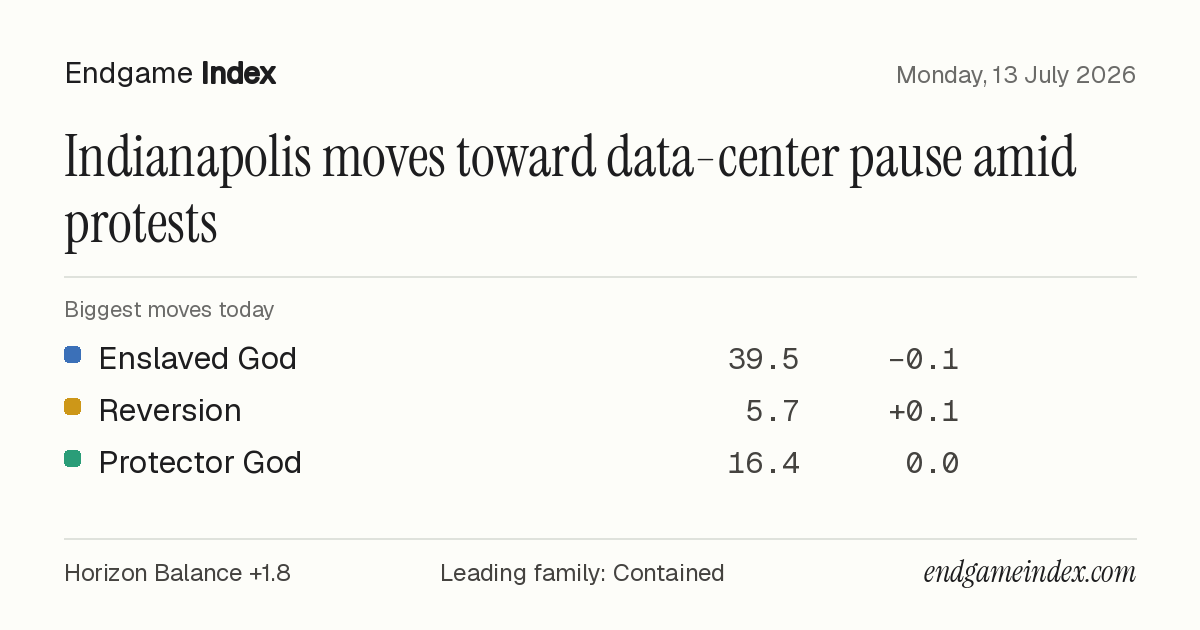 Endgame Index
Monday, 13 July 2026
Indianapolis moves toward data-center pause amid
protests
Biggest moves today
Enslaved God 39.5 −0.1
Reversion 5.7 +0.1
Protector God 16.4 0.0
Horizon Balance +1.8
Leading family: Contained
endgameindex.com